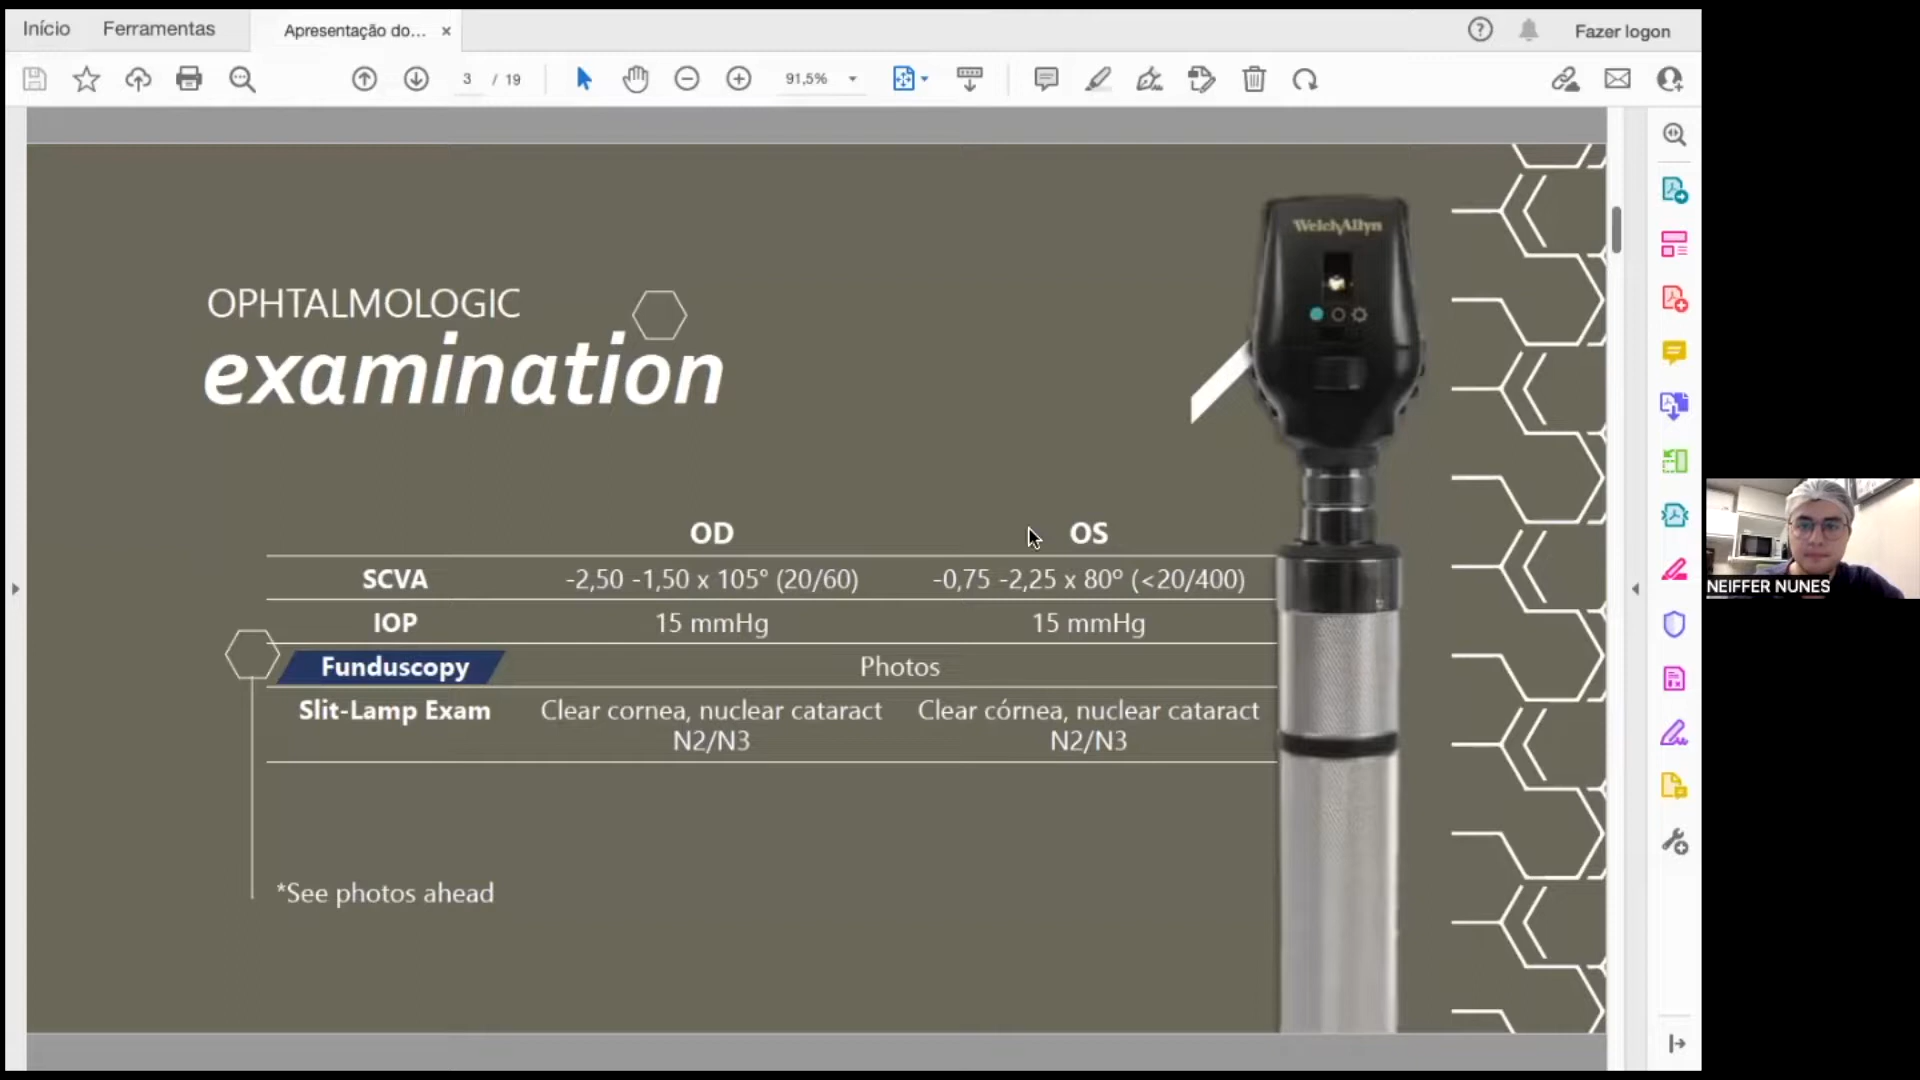 Início Ferramentas Apresentação do... × Fazer logon
3 / 19 91,5%
WelchAllyn
OPHTALMOLOGIC
examination
OD OS
SCVA -2,50 -1,50 x 105° (20/60) -0,75 -2,25 x 80º (<20/400)
IOP 15 mmHg 15 mmHg
Funduscopy Photos
Slit-Lamp Exam Clear cornea, nuclear cataract Clear córnea, nuclear cataract
N2/N3 N2/N3
*See photos ahead
NEIFFER NUNES